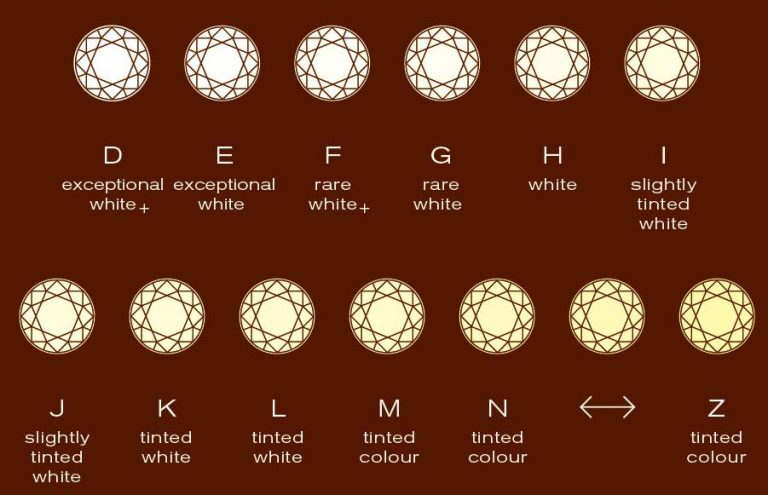 D E F G H I
exceptional exceptional rare rare white slightly
white+ white white+ white tinted
white
J K L M N ↔ Z
slightly tinted tinted tinted tinted tinted
tinted white white colour colour colour
white